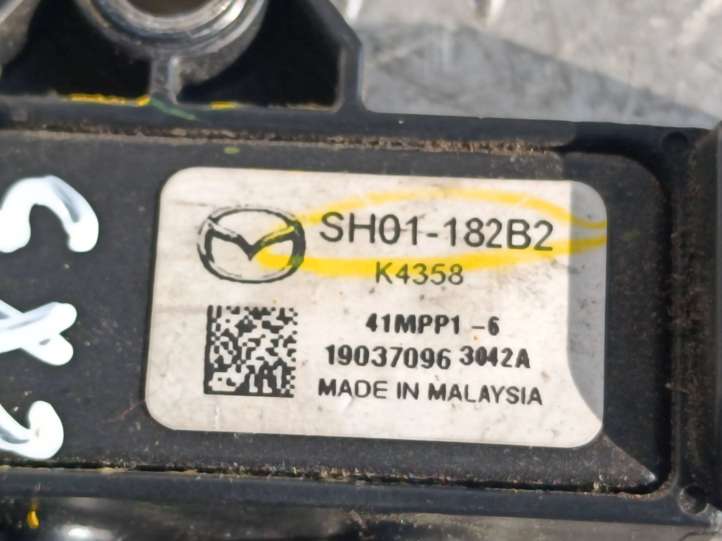 SH01-182B2
K4358
41MPP1-6
19037096 3042A
MADE IN MALAYSIA